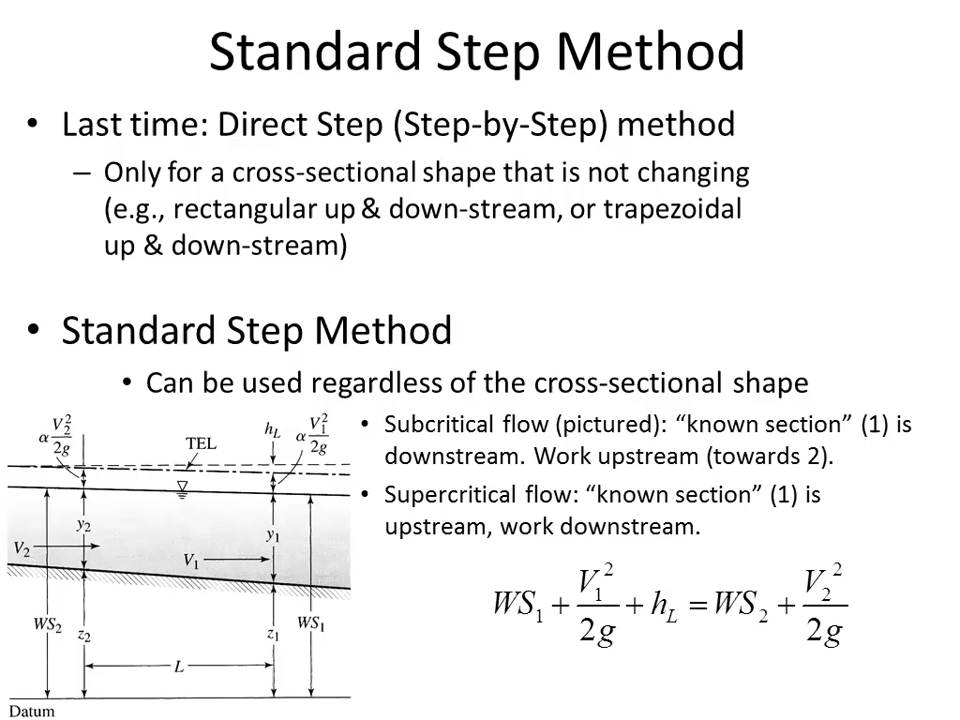 Standard Step Method
• Last time: Direct Step (Step-by-Step) method
– Only for a cross-sectional shape that is not changing
(e.g., rectangular up & down-stream, or trapezoidal
up & down-stream)
• Standard Step Method
• Can be used regardless of the cross-sectional shape
• Subcritical flow (pictured): “known section” (1) is
downstream. Work upstream (towards 2).
• Supercritical flow: “known section” (1) is
upstream, work downstream.
WS₁ + V₁²/2g + h_L = WS₂ + V₂²/2g
α V₂²/2g
TEL
h_L
α V₁²/2g
y₂
y₁
V₂
V₁
WS₂
z₂
z₁
WS₁
L
Datum